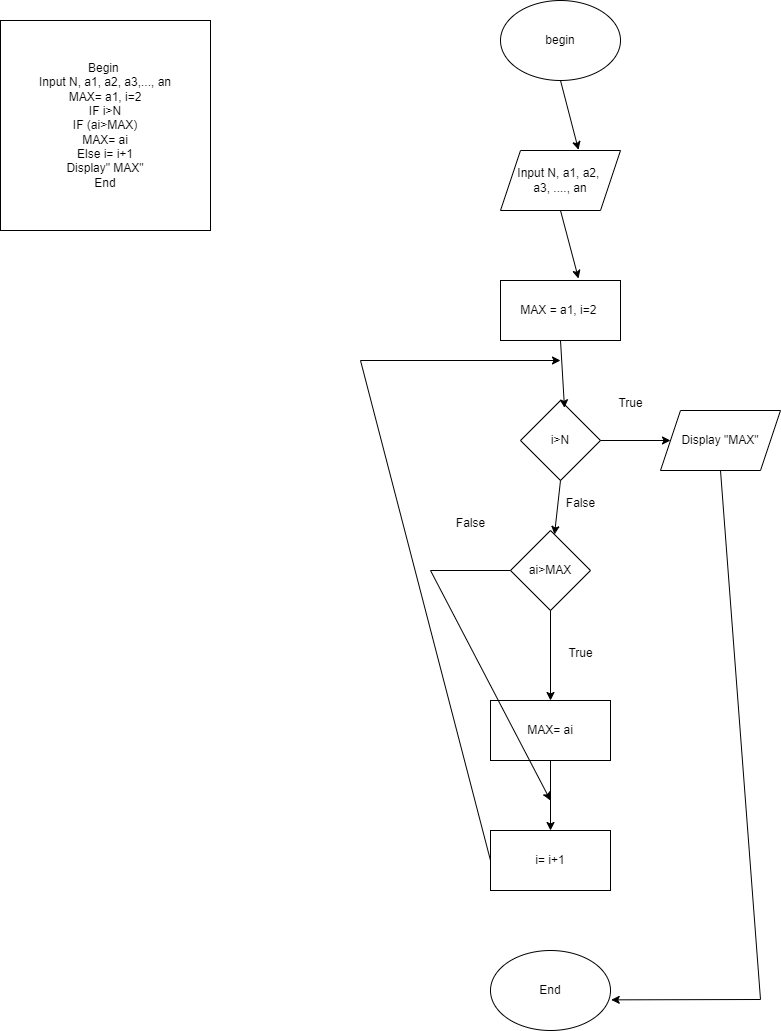 Begin
Input N, a1, a2, a3,..., an
MAX= a1, i=2
IF i>N
IF (ai>MAX)
MAX= ai
Else i= i+1
Display" MAX"
End
begin
Input N, a1, a2,
a3, ...., an
MAX = a1, i=2
True
i>N
Display "MAX"
False
False
ai>MAX
True
MAX= ai
i= i+1
End